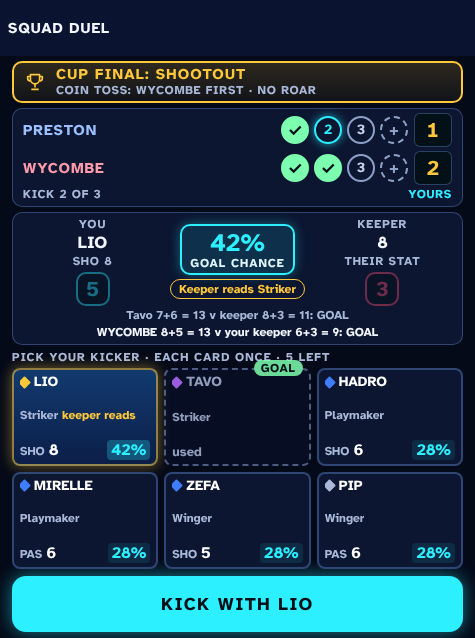 SQUAD DUEL
CUP FINAL: SHOOTOUT
COIN TOSS: WYCOMBE FIRST · NO ROAR
PRESTON 2 3 + 1
WYCOMBE 3 + 2
KICK 2 OF 3 YOURS
YOU
LIO
SHO 8
5
42%
GOAL CHANCE
Keeper reads Striker
KEEPER
8
THEIR STAT
3
Tavo 7+6 = 13 v keeper 8+3 = 11: GOAL
WYCOMBE 8+5 = 13 v your keeper 6+3 = 9: GOAL
PICK YOUR KICKER · EACH CARD ONCE · 5 LEFT
LIO
Striker keeper reads
SHO 8 42%
GOAL
TAVO
Striker
used
HADRO
Playmaker
SHO 6 28%
MIRELLE
Playmaker
PAS 6 28%
ZEFA
Winger
SHO 5 28%
PIP
Winger
PAS 6 28%
KICK WITH LIO